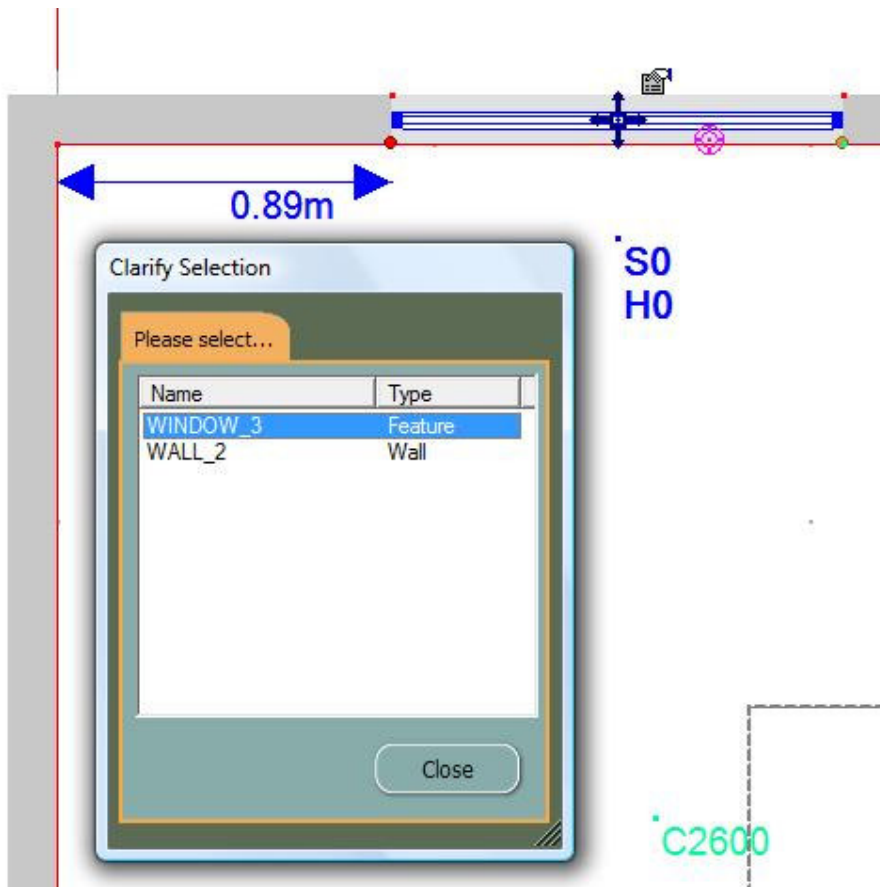 0.89m
S0
H0
Clarify Selection
Please select...
Name Type
WINDOW_3 Feature
WALL_2 Wall
Close
C2600